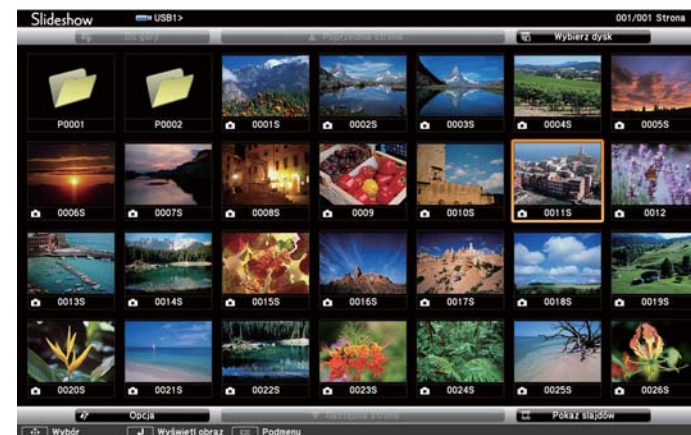 Slideshow USB1> 001/001 Strona
Do góry Poprzednia strona Wybierz dysk
P0001 P0002 0001S 0002S 0003S 0004S 0005S
0006S 0007S 0008S 0009 0010S 0011S 0012
0013S 0014S 0015S 0016S 0017S 0018S 0019S
0020S 0021S 0022S 0023S 0024S 0025S 0026S
Opcja Następna strona Pokaz slajdów
Wybór Wyświetl obraz ESC Podmenu